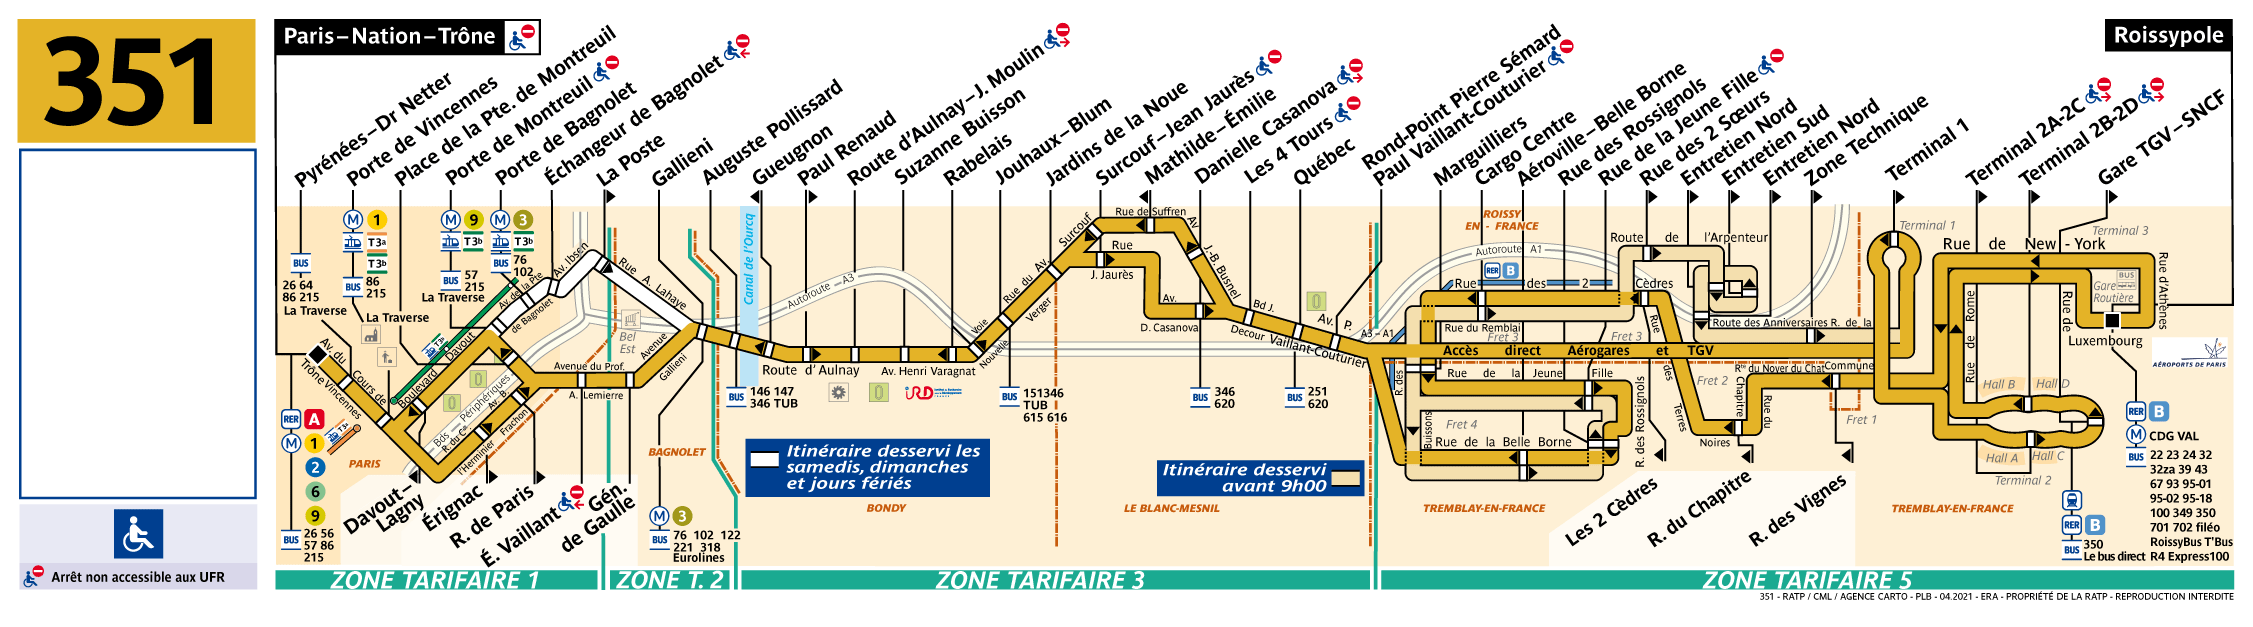 351
Paris–Nation–Trône
Roissypole
Pyrénées–Dr Netter
Porte de Vincennes
Place de la Pte. de Montreuil
Porte de Montreuil
Porte de Bagnolet
Échangeur de Bagnolet
La Poste
Gallieni
Auguste Pollissard
Gueugnon
Paul Renaud
Route d'Aulnay–J. Moulin
Suzanne Buisson
Rabelais
Jouhaux–Blum
Jardins de la Noue
Surcouf–Jean Jaurès
Mathilde–Émilie
Danielle Casanova
Les 4 Tours
Québec
Rond-Point Pierre Sémard
Paul Vaillant-Couturier
Marguilliers
Cargo Centre
Aéroville–Belle Borne
Rue des Rossignols
Rue de la Jeune Fille
Rue des 2 Sœurs
Entretien Nord
Entretien Sud
Entretien Nord
Zone Technique
Terminal 1
Terminal 2A-2C
Terminal 2B-2D
Gare TGV–SNCF
BUS
26 64
86 215
La Traverse
M 1
T3a
T3b
BUS
86
215
La Traverse
M 9
T3b
BUS
57
215
La Traverse
M 3
T3b
BUS
76
102
Av. de la Pte
de Bagnolet
Av. Ibsen
Rue A. Lahaye
Bel
Est
Canal de l'Ourcq
Autoroute – A3
T3b
Boulevard Davout
Av. du
Trône
Cours de
Vincennes
Bds – Périphériques
R. du C.
l'Herminier
Av.
Frachon
Avenue du Prof.
A. Lemierre
Avenue
Gallieni
Route d'Aulnay
Av. Henri Varagnat
IRD
Voie
Nouvelle
Rue du
Verger
Av.
Surcouf
Rue de Suffren
Rue
J. Jaurès
Av.
D. Casanova
Av.
J.-B. Busnel
Bd J.
Decour
Av. P.
Vaillant-Couturier
A3 – A1
ROISSY
EN - FRANCE
Autoroute A1
RER B
Rue des 2
Cèdres
Route de l'Arpenteur
Rue du Remblai
Fret 3
Fret 3
Route des Anniversaires R. de la
Accès direct Aérogares et TGV
R. des
Buissons
Rue de la Jeune Fille
Fret 4
Rue de la Belle Borne
R. des Rossignols
Rue
des
Terres
Noires
Fret 2
Rte du Noyer du Chat
Commune
Chapitre
Rue du
Fret 1
Terminal 1
Rue de New-York
Terminal 3
BUS
Gare
Routière
Rue d'Athènes
Rue de
Luxembourg
Rue de Rome
Hall B
Hall D
Hall A
Hall C
Terminal 2
AÉROPORTS DE PARIS
RER A
M 1
2
6
9
T3a
PARIS
BUS
26 56
57 86
215
Davout–
Lagny
Érignac
R. de Paris
É. Vaillant
Gén.
de Gaulle
BAGNOLET
M 3
BUS
76 102 122
221 318
Eurolines
BUS
146 147
346 TUB
Itinéraire desservi les
samedis, dimanches
et jours fériés
BONDY
BUS
151 346
TUB
615 616
LE BLANC-MESNIL
BUS
346
620
BUS
251
620
Itinéraire desservi
avant 9h00
TREMBLAY-EN-FRANCE
Les 2 Cèdres
R. du Chapitre
R. des Vignes
TREMBLAY-EN-FRANCE
RER B
BUS
350
Le bus direct
RER B
M CDG VAL
BUS
22 23 24 32
32za 39 43
67 93 95-01
95-02 95-18
100 349 350
701 702 filéo
RoissyBus T'Bus
R4 Express100
Arrêt non accessible aux UFR
ZONE TARIFAIRE 1
ZONE T. 2
ZONE TARIFAIRE 3
ZONE TARIFAIRE 5
351 - RATP / CML / AGENCE CARTO - PLB - 04.2021 - ERA - PROPRIÉTÉ DE LA RATP - REPRODUCTION INTERDITE